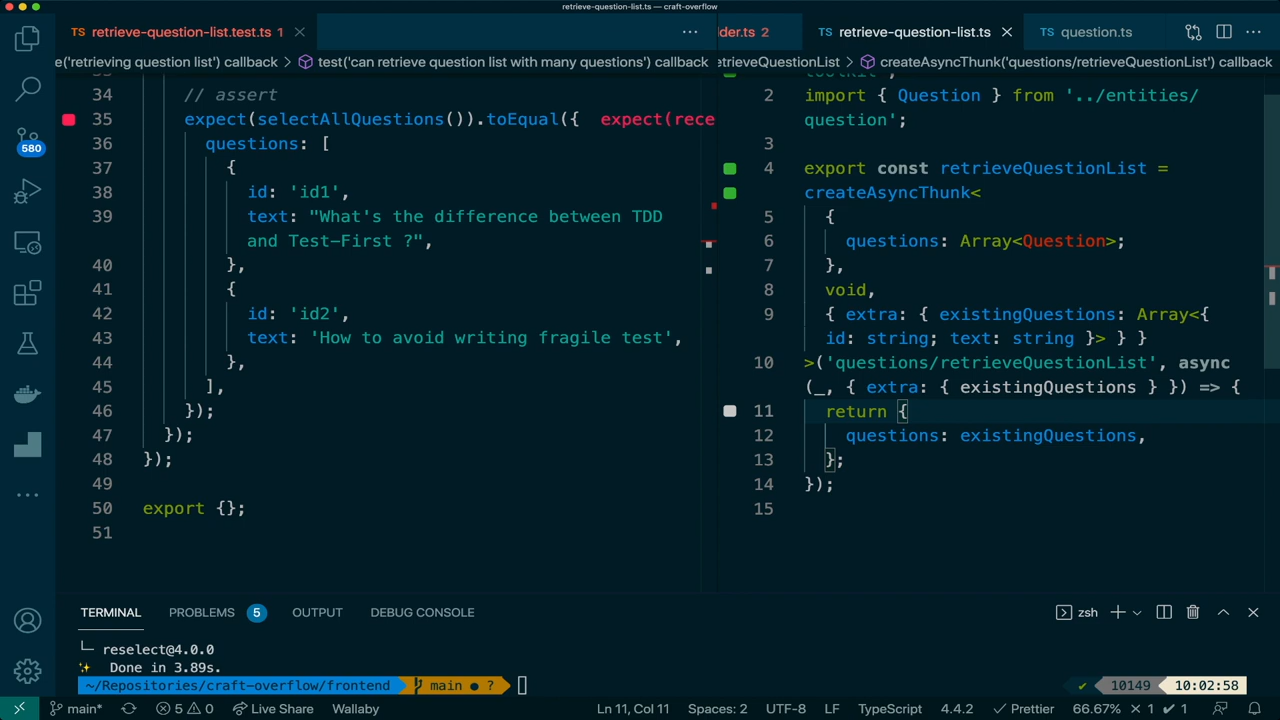 retrieve-question-list.ts — craft-overflow
TS retrieve-question-list.test.ts 1
der.ts 2
TS retrieve-question-list.ts
TS question.ts
e('retrieving question list') callback > test('can retrieve question list with many questions') callback
retrieveQuestionList > createAsyncThunk('questions/retrieveQuestionList') callback
34 // assert
35 expect(selectAllQuestions()).toEqual({ expect(rece
36 questions: [
37 {
38 id: 'id1',
39 text: "What's the difference between TDD
and Test-First ?",
40 },
41 {
42 id: 'id2',
43 text: 'How to avoid writing fragile test',
44 },
45 ],
46 });
47 });
48 });
49
50 export {};
51
toolkit';
2 import { Question } from '../entities/
question';
3
4 export const retrieveQuestionList =
createAsyncThunk<
5 {
6 questions: Array<Question>;
7 },
8 void,
9 { extra: { existingQuestions: Array<{
id: string; text: string }> } }
10 >('questions/retrieveQuestionList', async
(_, { extra: { existingQuestions } }) => {
11 return {
12 questions: existingQuestions,
13 };
14 });
15
580
TERMINAL PROBLEMS 5 OUTPUT DEBUG CONSOLE
zsh
└─ reselect@4.0.0
✨ Done in 3.89s.
~/Repositories/craft-overflow/frontend main ● ?
✔ 10149 10:02:58
main* 5 0 Live Share Wallaby
Ln 11, Col 11 Spaces: 2 UTF-8 LF TypeScript 4.4.2 ✓ Prettier 66.67% × 1 ✔ 1